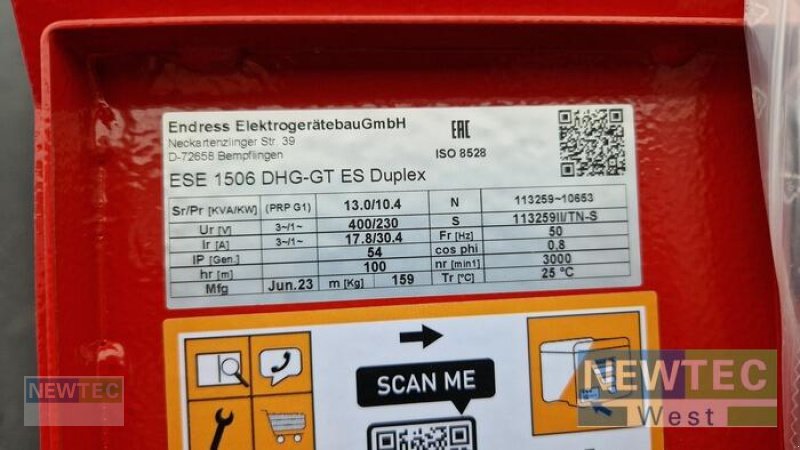 Endress ElektrogerätebauGmbH
Neckartenzlinger Str. 39
D-72658 Bempflingen
EAC
ISO 8528
ESE 1506 DHG-GT ES Duplex
Sr/Pr [KVA/KW] (PRP G1) 13.0/10.4 N 113259-10653
Ur [V] 3~/1~ 400/230 S 113259II/TN-S
Ir [A] 3~/1~ 17.8/30.4 Fr [Hz] 50
IP [Gen.] 54 cos phi 0.8
hr [m] 100 nr [min1] 3000
Mfg Jun.23 m [Kg] 159 Tr [°C] 25 °C
SCAN ME
NEWTEC
NEWTEC
West